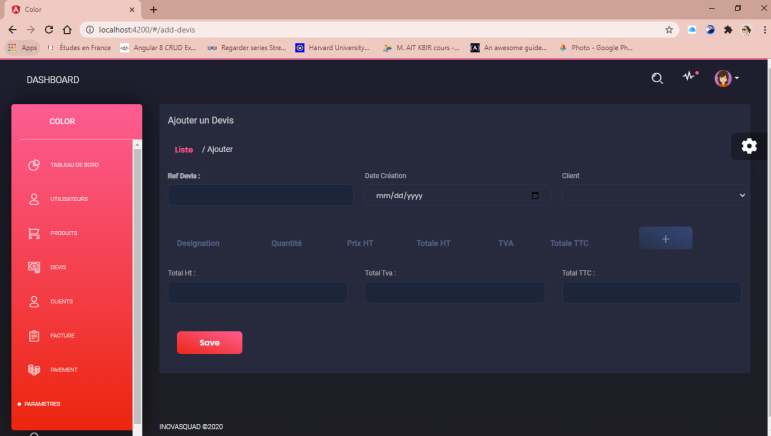 Color
localhost:4200/#/add-devis
Apps Études en France Angular 8 CRUD Ex... Regarder series Stre... Harvard University... M. AIT KBIR cours -... An awesome guide... Photo - Google Ph...
DASHBOARD
COLOR
TABLEAU DE BORD
UTILISATEURS
PRODUITS
DEVIS
CLIENTS
FACTURE
PAIEMENT
PARAMETRES
Ajouter un Devis
Liste / Ajouter
Ref Devis : Date Création Client
mm/dd/yyyy
Designation Quantité Prix HT Totale HT TVA Totale TTC +
Total Ht : Total Tva : Total TTC :
Save
INOVASQUAD ©2020